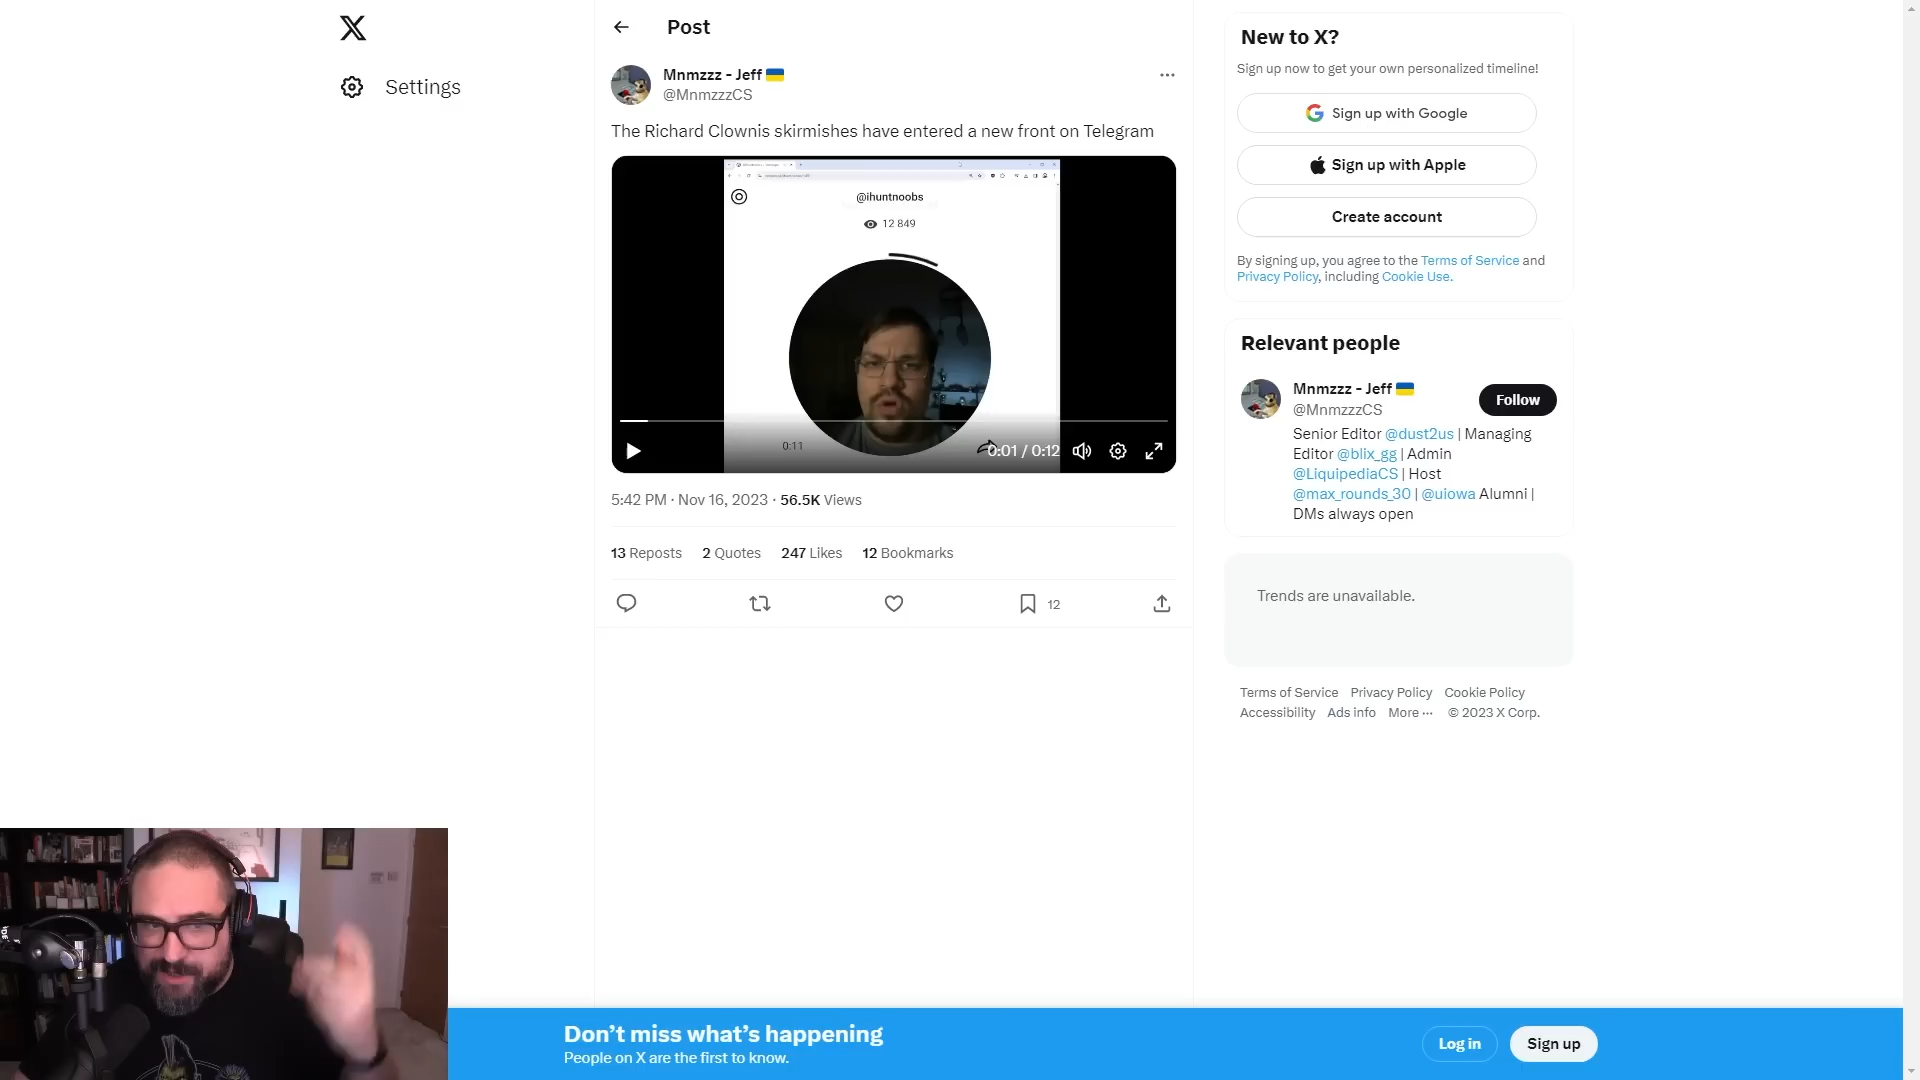 Settings
Post
Mnmzzz - Jeff
@MnmzzzCS
The Richard Clownis skirmishes have entered a new front on Telegram
@ihuntnoobs
12 849
0:11
0:01 / 0:12
5:42 PM · Nov 16, 2023 · 56.5K Views
13 Reposts 2 Quotes 247 Likes 12 Bookmarks
12
New to X?
Sign up now to get your own personalized timeline!
Sign up with Google
Sign up with Apple
Create account
By signing up, you agree to the Terms of Service and
Privacy Policy, including Cookie Use.
Relevant people
Mnmzzz - Jeff
@MnmzzzCS
Follow
Senior Editor @dust2us | Managing
Editor @blix_gg | Admin
@LiquipediaCS | Host
@max_rounds_30 | @uiowa Alumni |
DMs always open
Trends are unavailable.
Terms of Service Privacy Policy Cookie Policy
Accessibility Ads info More ··· © 2023 X Corp.
Don’t miss what’s happening
People on X are the first to know.
Log in
Sign up